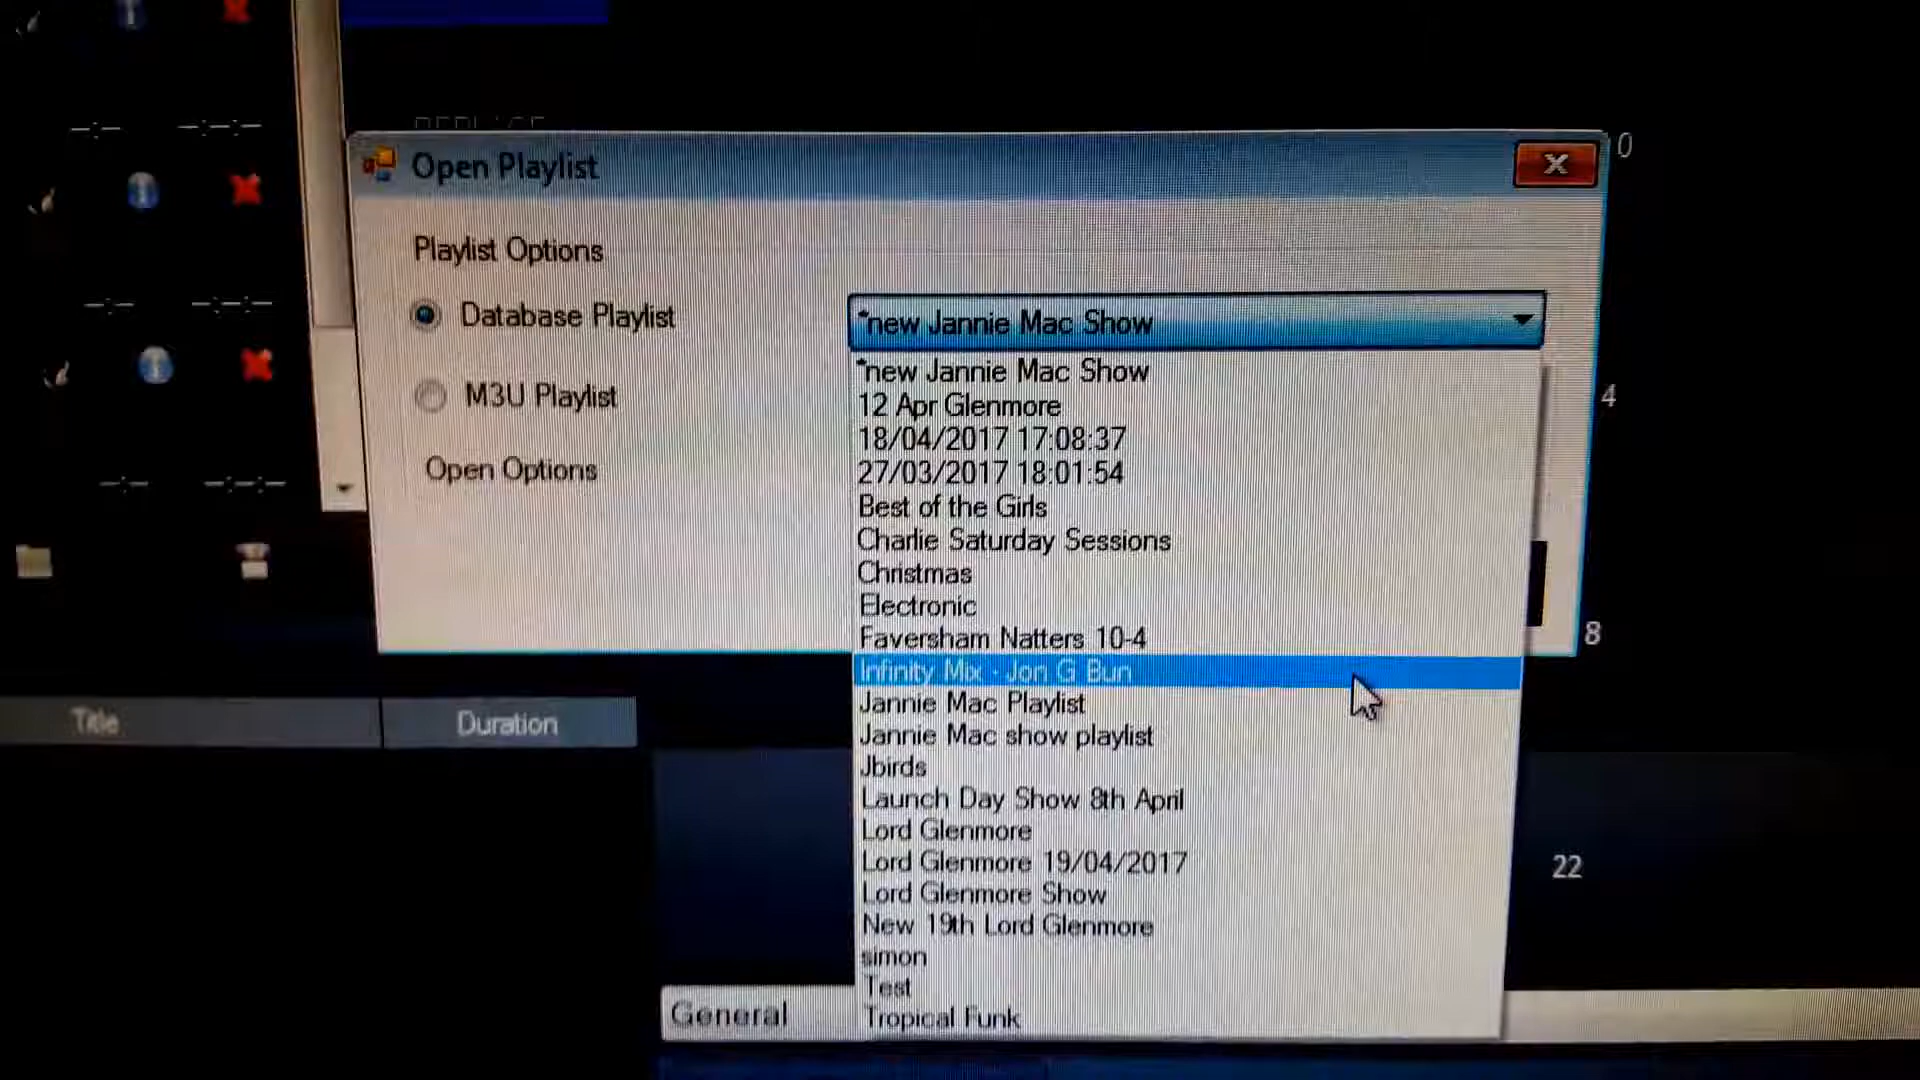 0
Open Playlist
Playlist Options
Database Playlist
*new Jannie Mac Show
*new Jannie Mac Show
M3U Playlist
4
12 Apr Glenmore
18/04/2017 17:08:37
Open Options
27/03/2017 18:01:54
Best of the Girls
Charlie Saturday Sessions
Christmas
Electronic
Faversham Natters 10-4
8
Infinity Mix - Jon G Bun
Jannie Mac Playlist
Title
Duration
Jannie Mac show playlist
Jbirds
Launch Day Show 8th April
Lord Glenmore
Lord Glenmore 19/04/2017
22
Lord Glenmore Show
New 19th Lord Glenmore
simon
Test
General
Tropical Funk